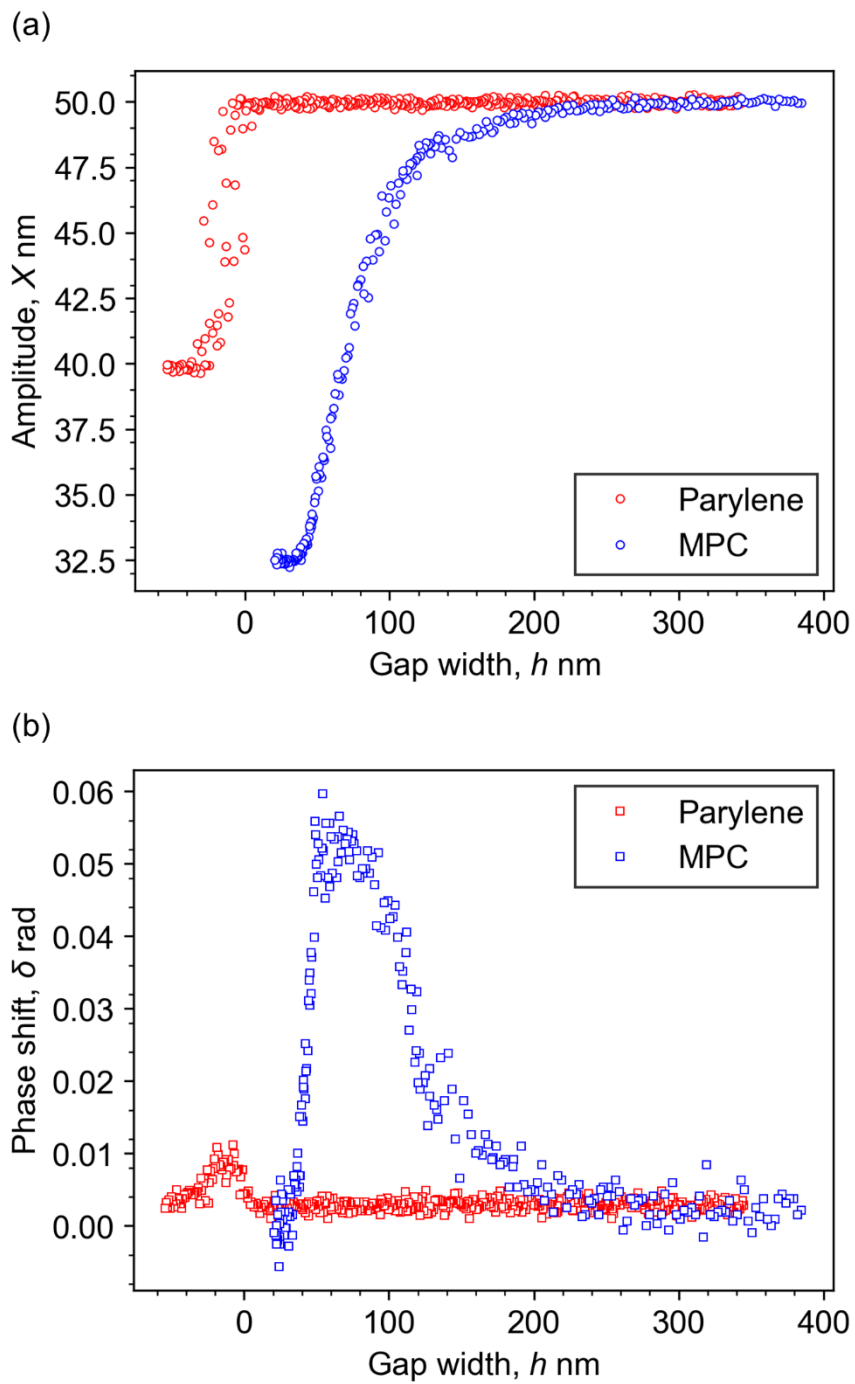 (a)
50.0
47.5
45.0
42.5
40.0
37.5
35.0
32.5
Amplitude, X nm
Parylene
MPC
0 100 200 300 400
Gap width, h nm
(b)
0.06
0.05
0.04
0.03
0.02
0.01
0.00
Phase shift, δ rad
Parylene
MPC
0 100 200 300 400
Gap width, h nm